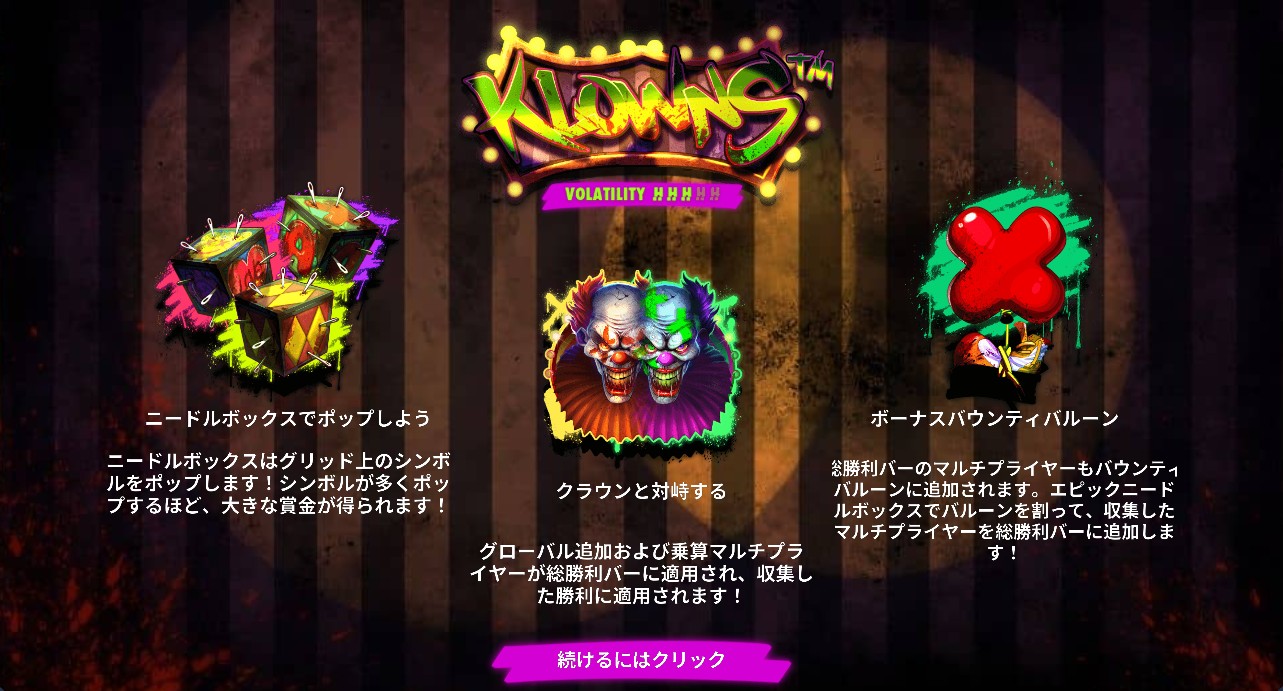 KLOWNS™
VOLATILITY
ニードルボックスでポップしよう
ニードルボックスはグリッド上のシンボ
ルをポップします！シンボルが多くポッ
プするほど、大きな賞金が得られます！
クラウンと対峙する
グローバル追加および乗算マルチプラ
イヤーが総勝利バーに適用され、収集し
た勝利に適用されます！
ボーナスバウンティバルーン
総勝利バーのマルチプライヤーもバウンティ
バルーンに追加されます。エピックニード
ルボックスでバルーンを割って、収集した
マルチプライヤーを総勝利バーに追加しま
す！
続けるにはクリック